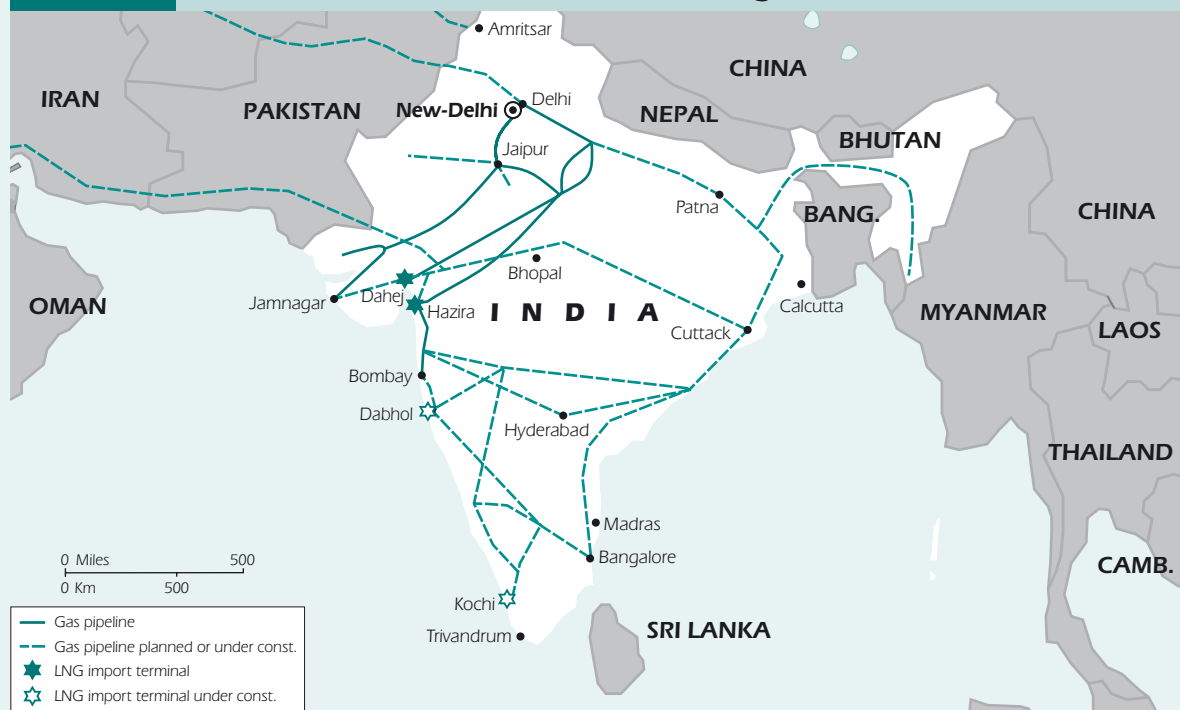 Amritsar
CHINA
IRAN
PAKISTAN
New-Delhi
Delhi
NEPAL
BHUTAN
Jaipur
Patna
BANG.
CHINA
OMAN
Jamnagar
Dahej
Hazira
Bhopal
INDIA
Calcutta
MYANMAR
LAOS
Cuttack
Bombay
Dabhol
Hyderabad
THAILAND
Madras
Bangalore
CAMB.
Kochi
Trivandrum
SRI LANKA
0 Miles 500
0 Km 500
Gas pipeline
Gas pipeline planned or under const.
LNG import terminal
LNG import terminal under const.